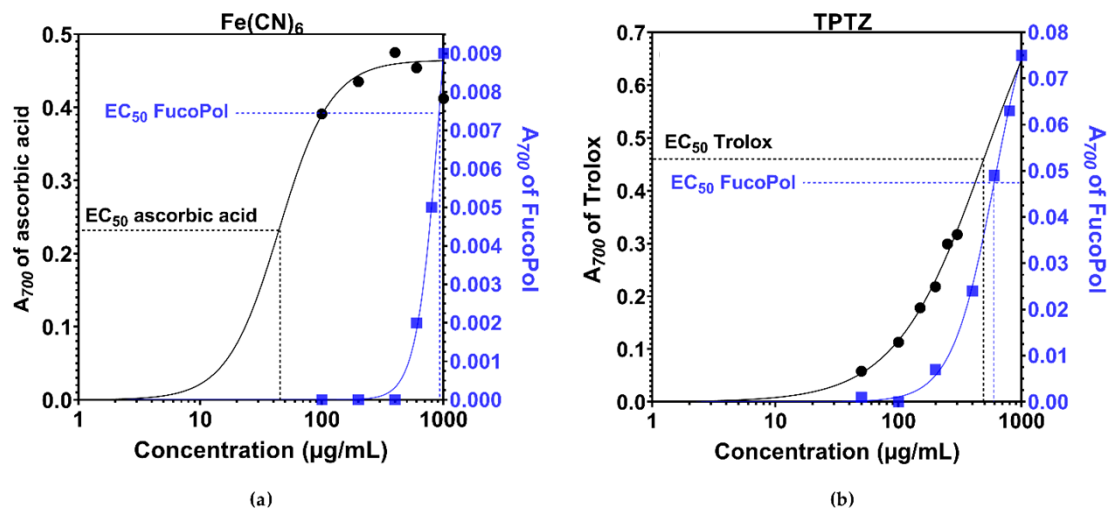 Fe(CN)6
0.5
0.4
0.3
0.2
0.1
0.0
A700 of ascorbic acid
EC50 FucoPol
EC50 ascorbic acid
0.009
0.008
0.007
0.006
0.005
0.004
0.003
0.002
0.001
0.000
A700 of FucoPol
1
10
100
1000
Concentration (µg/mL)
(a)
TPTZ
0.7
0.6
0.5
0.4
0.3
0.2
0.1
0.0
A700 of Trolox
EC50 Trolox
EC50 FucoPol
0.08
0.07
0.06
0.05
0.04
0.03
0.02
0.01
0.00
A700 of FucoPol
1
10
100
1000
Concentration (µg/mL)
(b)